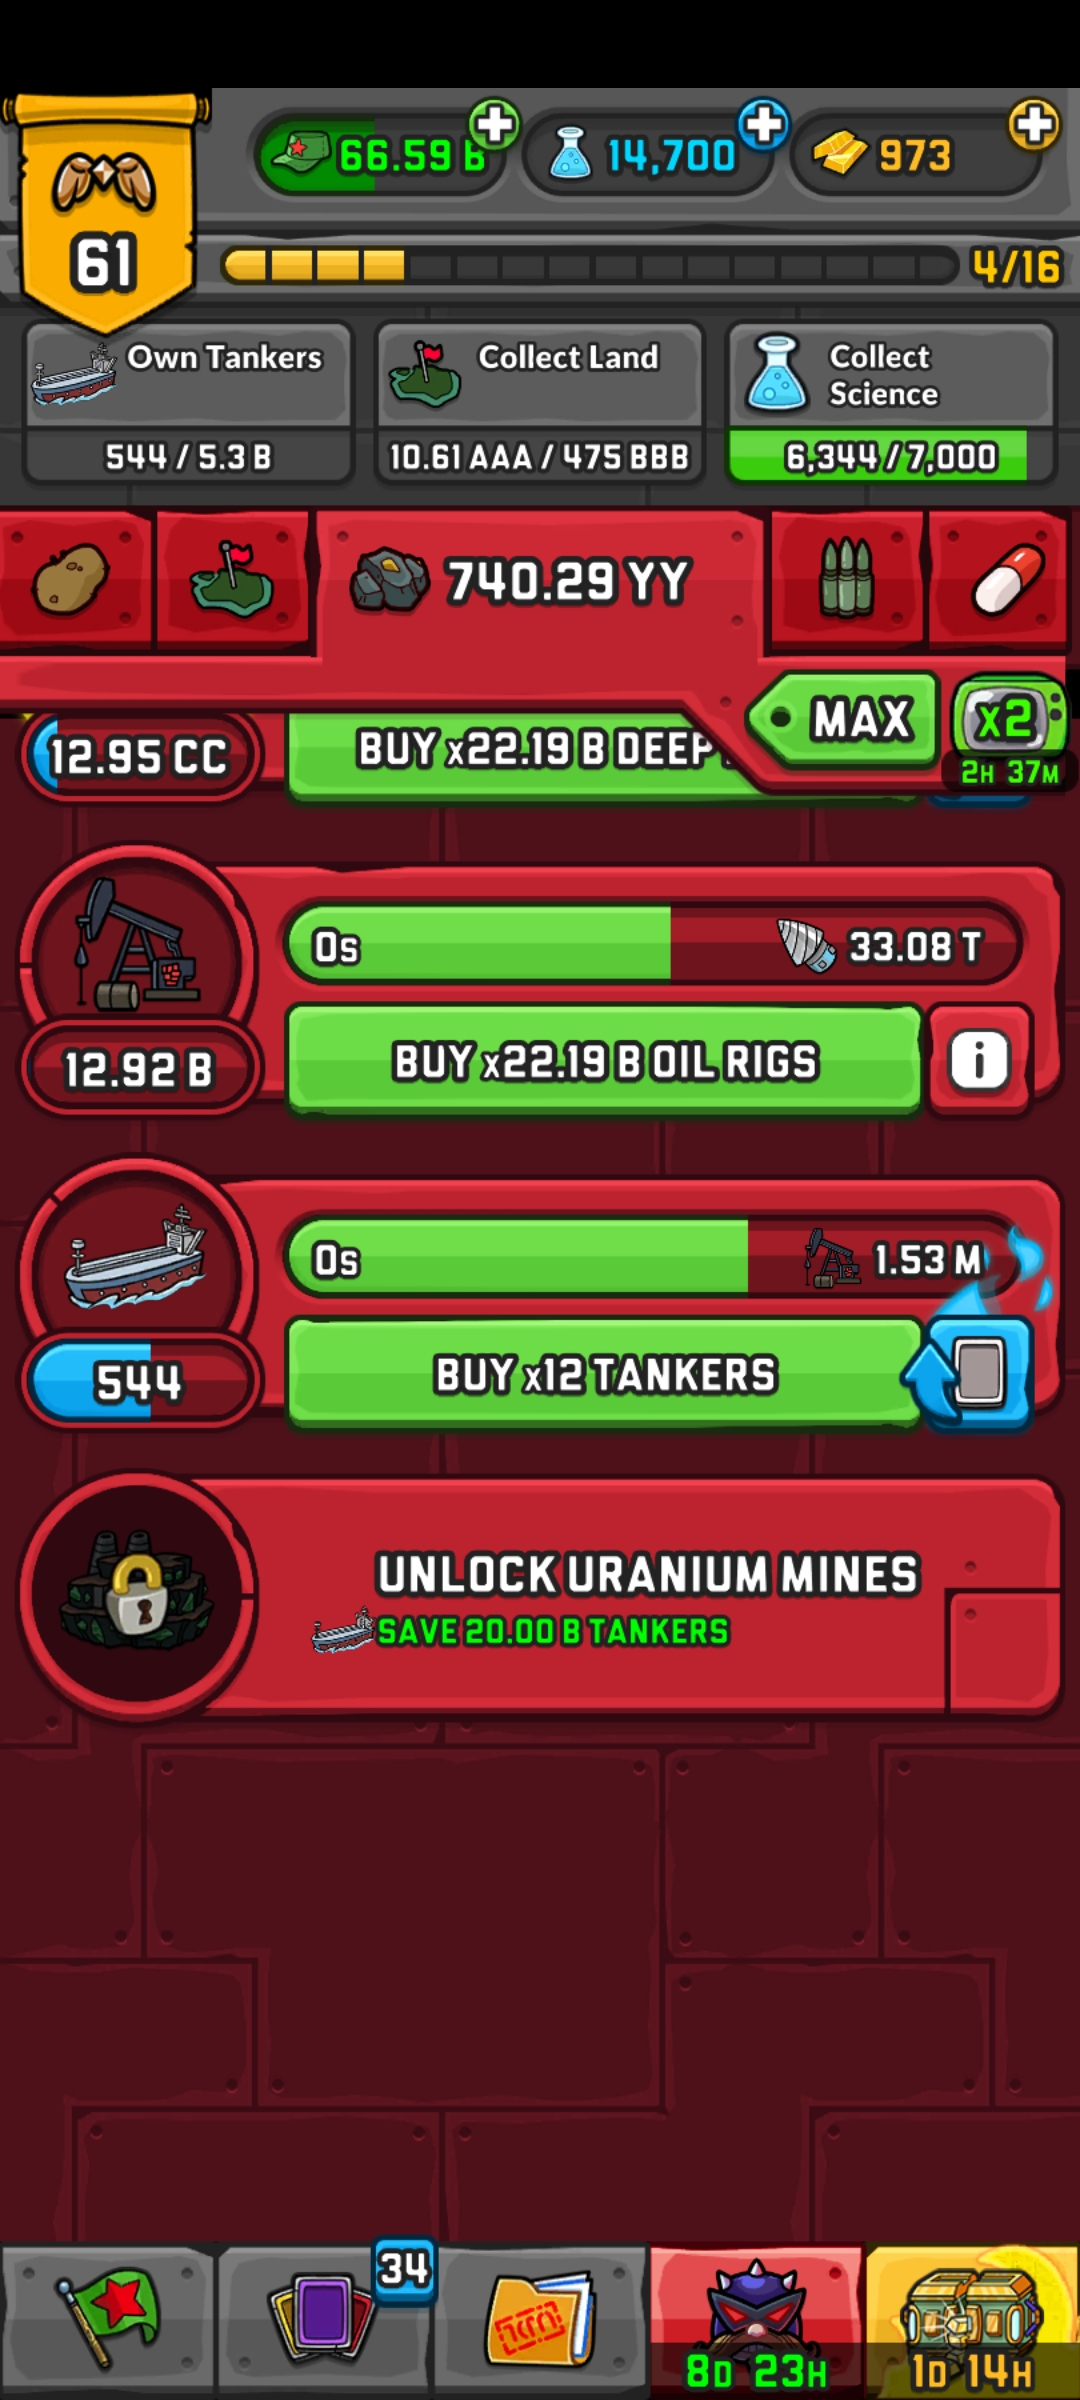 61
66.59 B
14,700
973
4/16
Own Tankers
544 / 5.3 B
Collect Land
10.61 AAA / 475 BBB
Collect
Science
6,344 / 7,000
740.29 YY
MAX
x2
2H 37M
12.95 CC
BUY x22.19 B DEEP
0s
33.08 T
12.92 B
BUY x22.19 B OIL RIGS
i
0s
1.53 M
544
BUY x12 TANKERS
UNLOCK URANIUM MINES
SAVE 20.00 B TANKERS
34
8D 23H
1D 14H